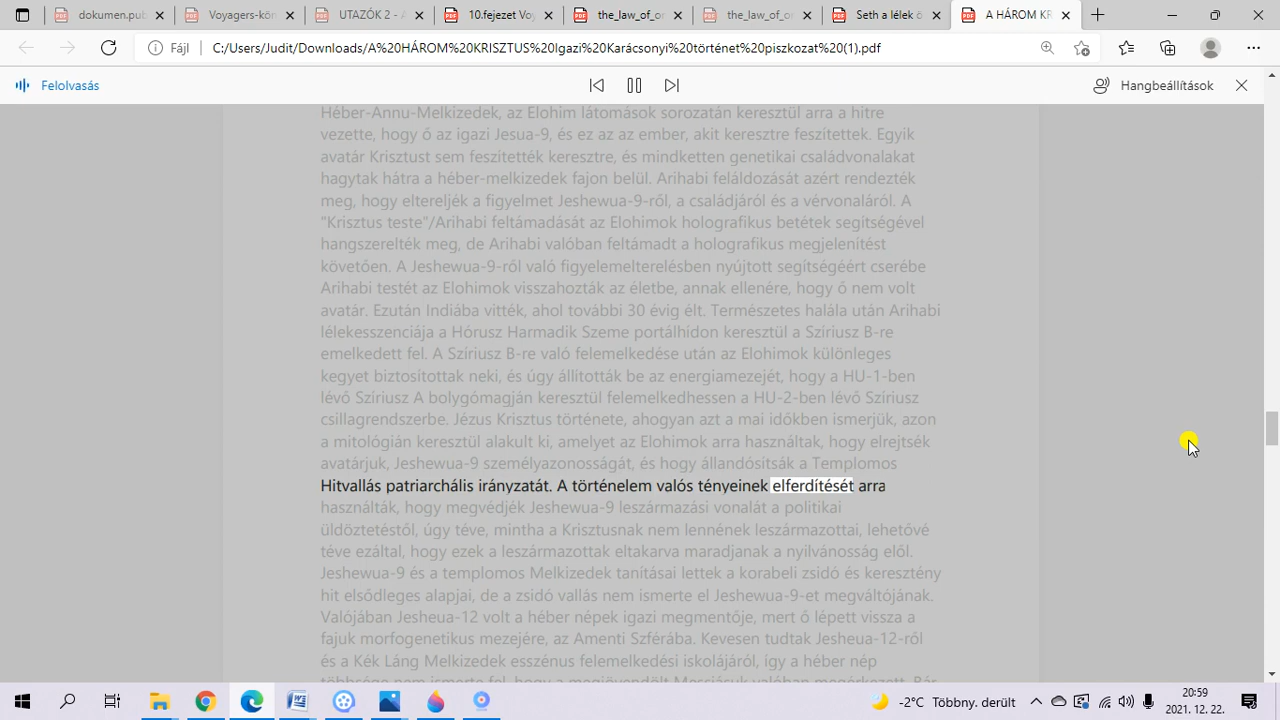 dokumen.pub
Voyagers-kön
UTAZÓK 2 - A
10.fejezet Voy
the_law_of_or
the_law_of_or
Seth a lélek ö
A HÁROM KR
Fájl
C:/Users/Judit/Downloads/A%20HÁROM%20KRISZTUS%20Igazi%20Karácsonyi%20történet%20piszkozat%20(1).pdf
Felolvasás
Hangbeállítások
Héber-Annu-Melkizedek, az Elohim látomások sorozatán keresztül arra a hitre
vezette, hogy ő az igazi Jesua-9, és ez az az ember, akit keresztre feszítettek. Egyik
avatár Krisztust sem feszítették keresztre, és mindketten genetikai családvonalakat
hagytak hátra a héber-melkizedek fajon belül. Arihabi feláldozását azért rendezték
meg, hogy eltereljék a figyelmet Jeshewua-9-ről, a családjáról és a vérvonaláról. A
"Krisztus teste"/Arihabi feltámadását az Elohimok holografikus betétek segítségével
hangszerelték meg, de Arihabi valóban feltámadt a holografikus megjelenítést
követően. A Jeshewua-9-ről való figyelemelterelésben nyújtott segítségéért cserébe
Arihabi testét az Elohimok visszahozták az életbe, annak ellenére, hogy ő nem volt
avatár. Ezután Indiába vitték, ahol további 30 évig élt. Természetes halála után Arihabi
lélekesszenciája a Hórusz Harmadik Szeme portálhídon keresztül a Szíriusz B-re
emelkedett fel. A Szíriusz B-re való felemelkedése után az Elohimok különleges
kegyet biztosítottak neki, és úgy állították be az energiamezejét, hogy a HU-1-ben
lévő Szíriusz A bolygómagján keresztül felemelkedhessen a HU-2-ben lévő Szíriusz
csillagrendszerbe. Jézus Krisztus története, ahogyan azt a mai időkben ismerjük, azon
a mitológián keresztül alakult ki, amelyet az Elohimok arra használtak, hogy elrejtsék
avatárjuk, Jeshewua-9 személyazonosságát, és hogy állandósítsák a Templomos
Hitvallás patriarchális irányzatát. A történelem valós tényeinek elferdítését arra
használták, hogy megvédjék Jeshewua-9 leszármazási vonalát a politikai
üldöztetéstől, úgy téve, mintha a Krisztusnak nem lennének leszármazottai, lehetővé
téve ezáltal, hogy ezek a leszármazottak eltakarva maradjanak a nyilvánosság elől.
Jeshewua-9 és a templomos Melkizedek tanításai lettek a korabeli zsidó és keresztény
hit elsődleges alapjai, de a zsidó vallás nem ismerte el Jeshewua-9-et megváltójának.
Valójában Jesheua-12 volt a héber népek igazi megmentője, mert ő lépett vissza a
fajuk morfogenetikus mezejére, az Amenti Szférába. Kevesen tudtak Jesheua-12-ről
és a Kék Láng Melkizedek esszénus felemelkedési iskolájáról, így a héber nép
többsége nem ismerte fel, hogy a megjövendölt Messiásuk valóban megérkezett. Bár
-2°C Többny. derült
20:59
2021. 12. 22.